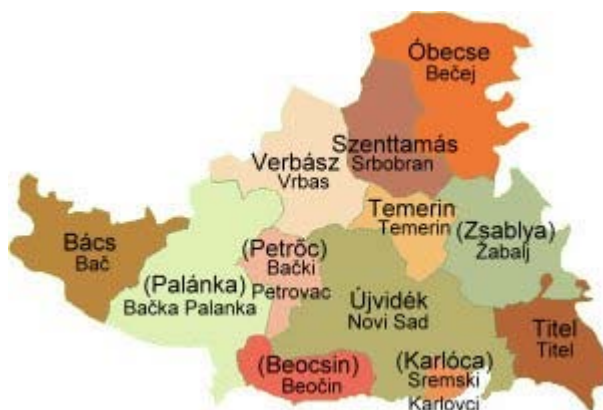 Óbecse
Bečej
Szenttamás
Srbobran
Verbász
Vrbas
Temerin
Temerin
(Zsablya)
Žabalj
Bács
Bač
(Petrőc)
Bački
Petrovac
(Palánka)
Bačka Palanka
Újvidék
Novi Sad
Titel
Titel
(Beocsin)
Beočin
(Karlóca)
Sremski
Karlovci